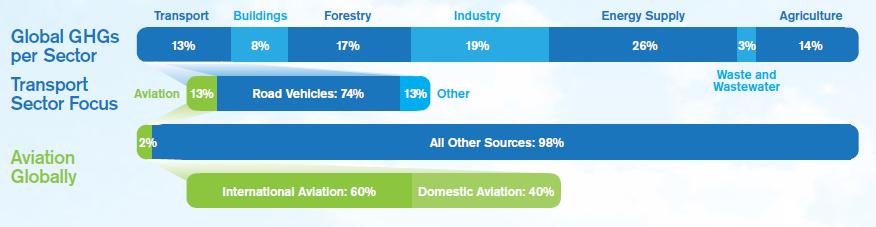 Transport Buildings Forestry Industry Energy Supply Agriculture
Global GHGs
per Sector
13% 8% 17% 19% 26% 3% 14%
Waste and
Wastewater
Transport
Sector Focus
Aviation 13% Road Vehicles: 74% 13% Other
2% All Other Sources: 98%
Aviation
Globally
International Aviation: 60% Domestic Aviation: 40%